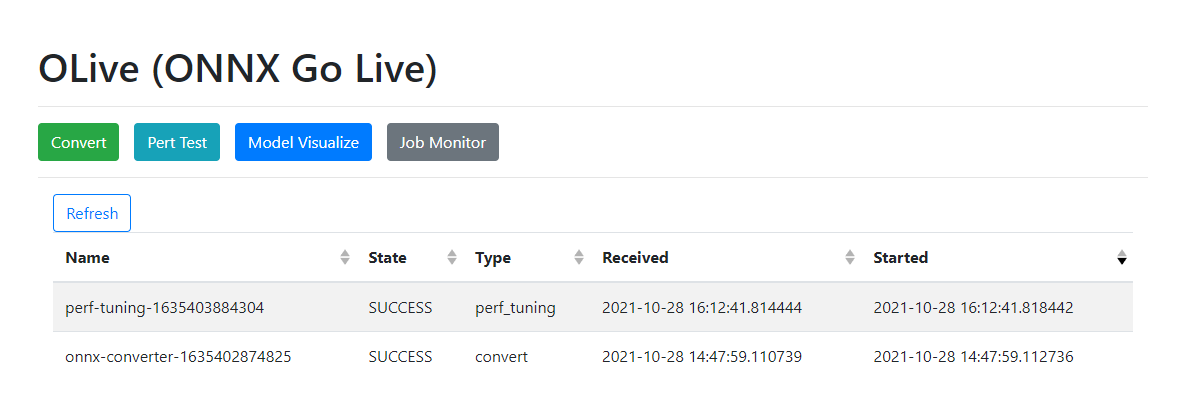 OLive (ONNX Go Live)
Convert Pert Test Model Visualize Job Monitor
Refresh
Name State Type Received Started
perf-tuning-1635403884304 SUCCESS perf_tuning 2021-10-28 16:12:41.814444 2021-10-28 16:12:41.818442
onnx-converter-1635402874825 SUCCESS convert 2021-10-28 14:47:59.110739 2021-10-28 14:47:59.112736